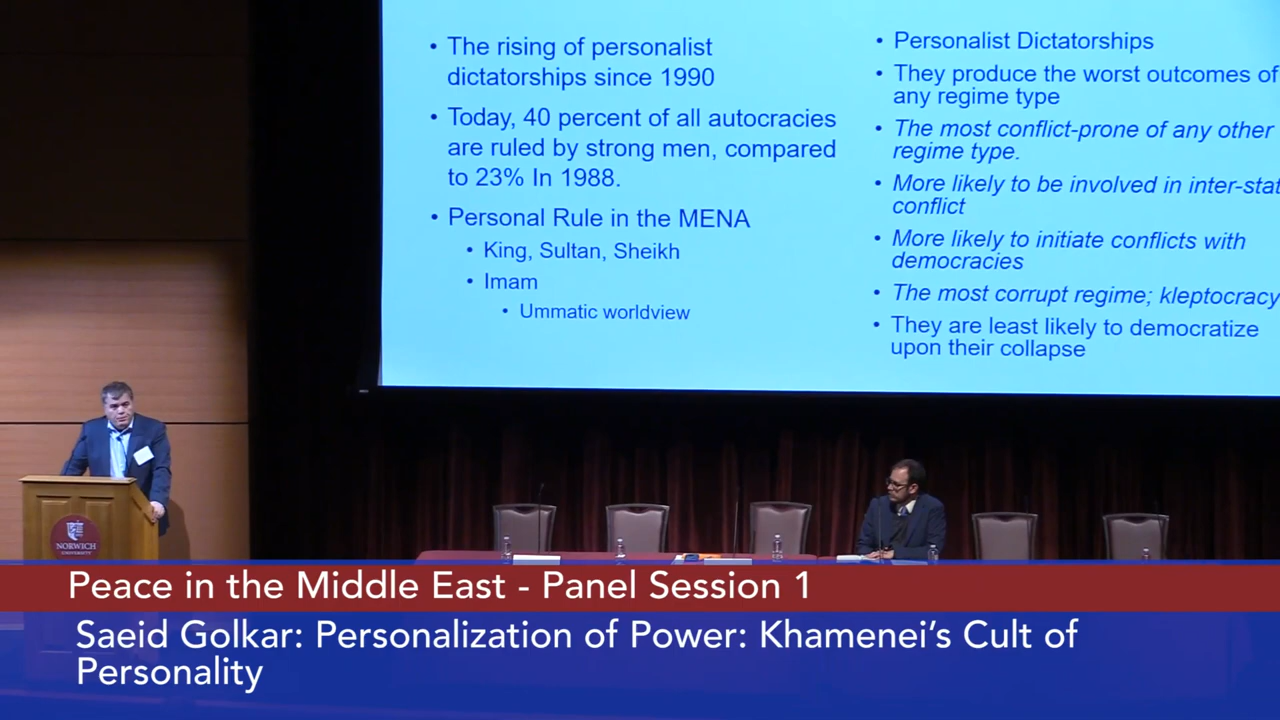 • The rising of personalist
dictatorships since 1990
• Today, 40 percent of all autocracies
are ruled by strong men, compared
to 23% In 1988.
• Personal Rule in the MENA
• King, Sultan, Sheikh
• Imam
• Ummatic worldview
• Personalist Dictatorships
• They produce the worst outcomes of
any regime type
• The most conflict-prone of any other
regime type.
• More likely to be involved in inter-stat
conflict
• More likely to initiate conflicts with
democracies
• The most corrupt regime; kleptocracy
• They are least likely to democratize
upon their collapse
NORWICH
UNIVERSITY
Peace in the Middle East - Panel Session 1
Saeid Golkar: Personalization of Power: Khamenei’s Cult of
Personality